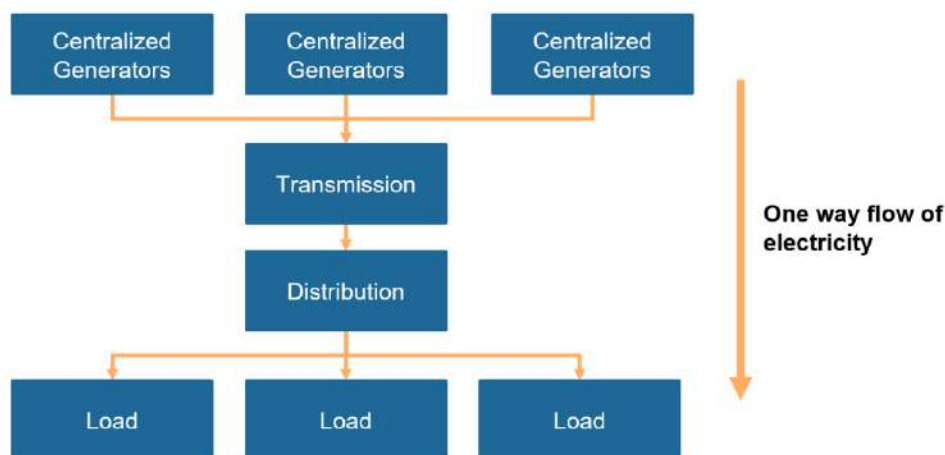 Centralized
Generators
Centralized
Generators
Centralized
Generators
Transmission
One way flow of
electricity
Distribution
Load
Load
Load